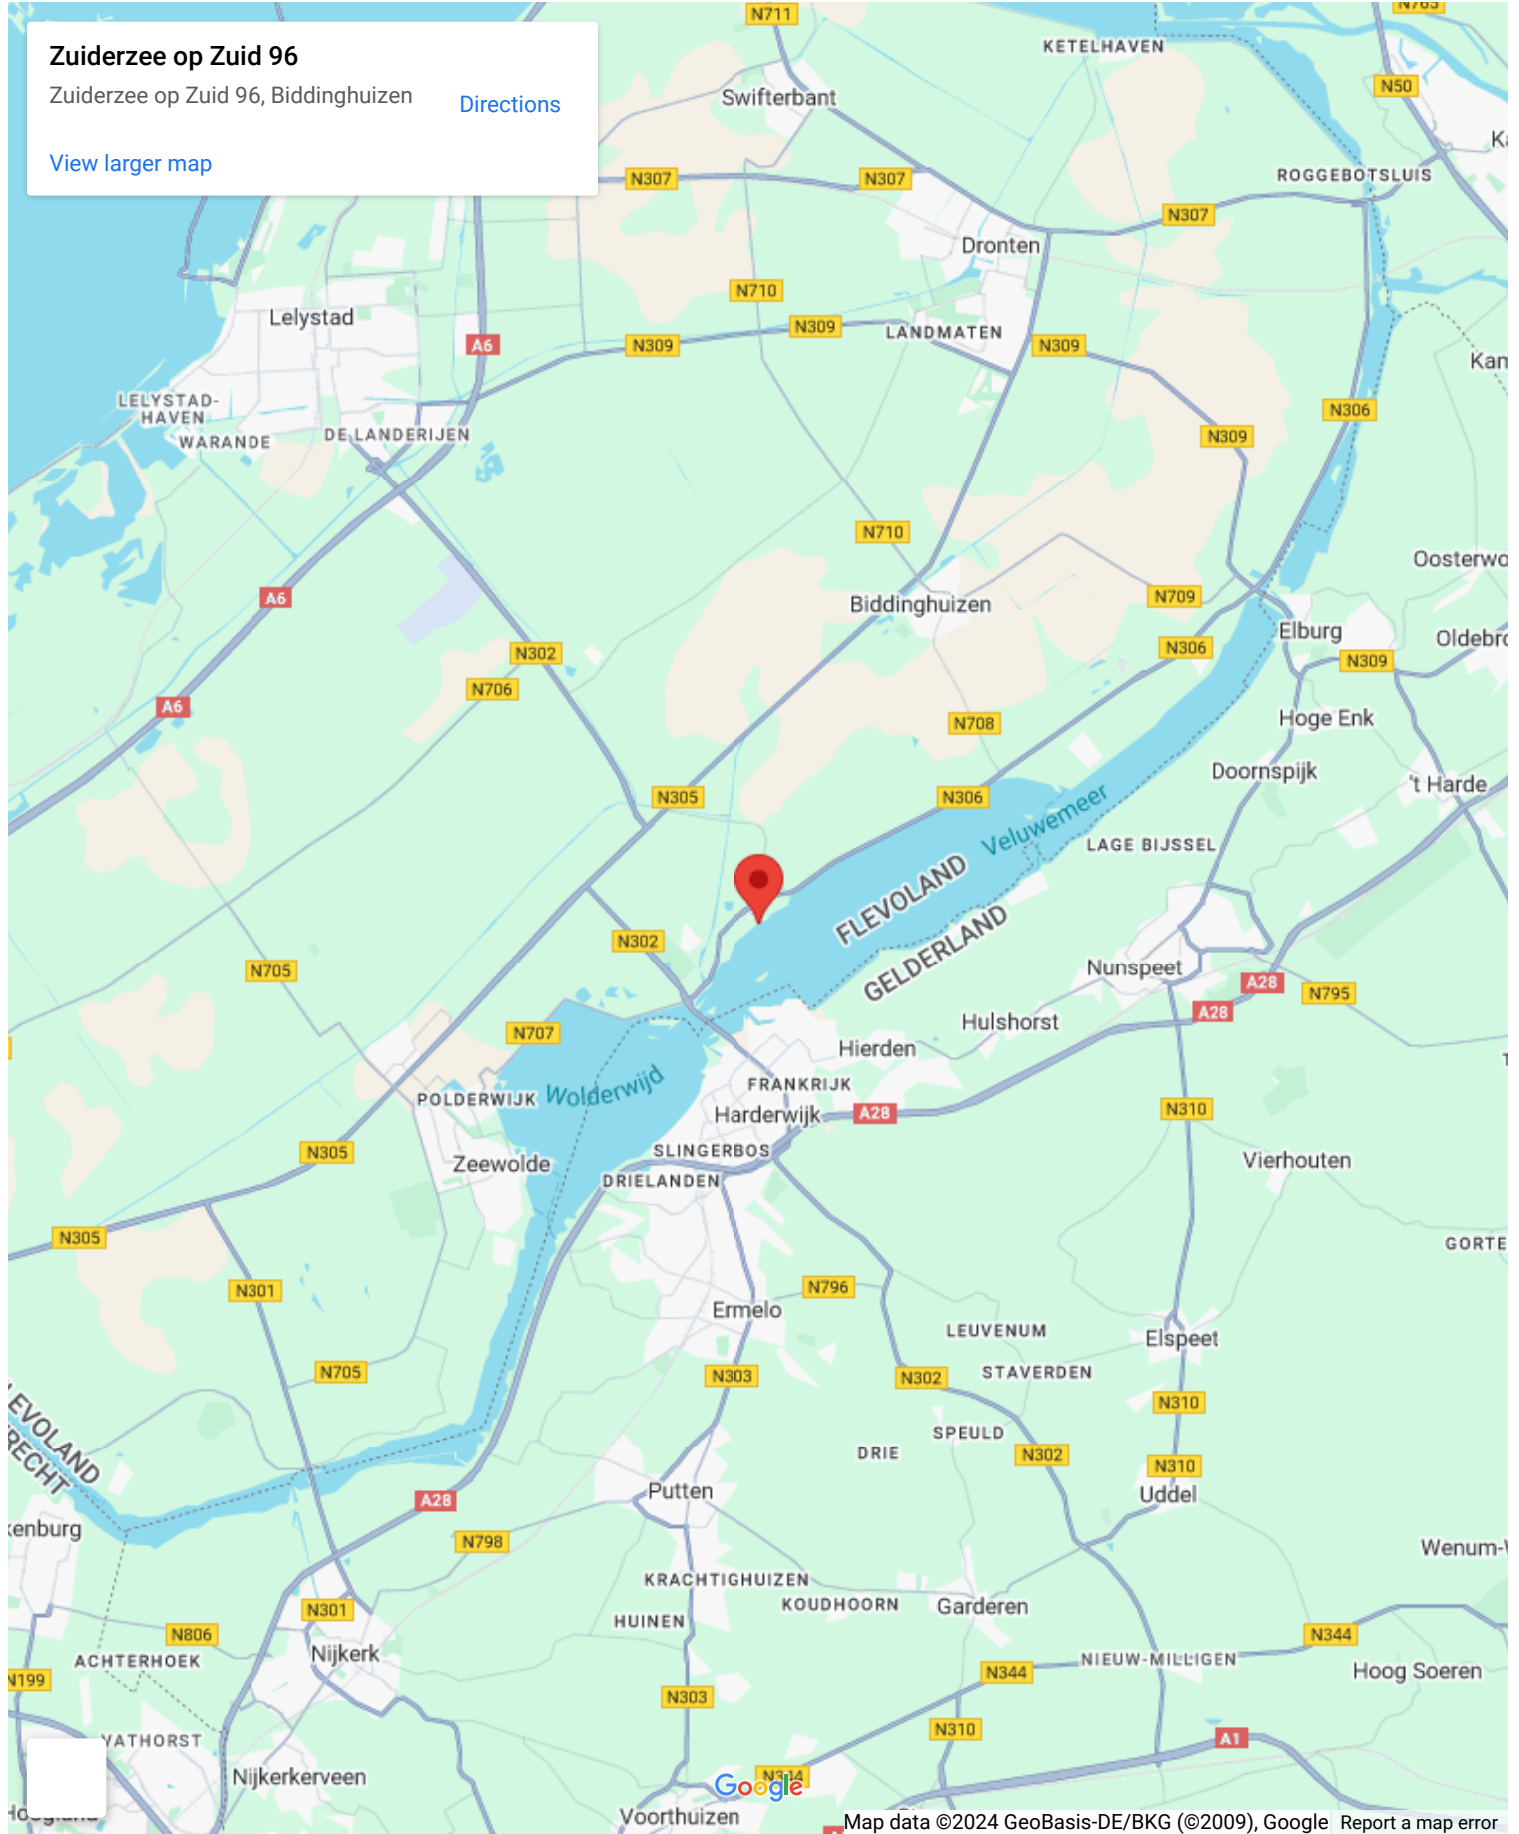 N711
N763
KETELHAVEN
Zuiderzee op Zuid 96
Zuiderzee op Zuid 96, Biddinghuizen
Directions
View larger map
N50
Swifterbant
N307
N307
ROGGEBOTSLUIS
N307
Dronten
N710
Lelystad
N309
N309
LANDMATEN
N309
A6
LELYSTAD-
HAVEN
WARANDE
DE LANDERIJEN
N306
N309
N710
A6
Biddinghuizen
N709
Elburg
N306
N309
N302
N706
A6
N708
Hoge Enk
Doornspijk
't Harde
N305
N306
Veluwemeer
LAGE BIJSSEL
FLEVOLAND
GELDERLAND
N302
N705
Nunspeet
A28
N795
A28
Hulshorst
N707
Hierden
Wolderwijd
FRANKRIJK
POLDERWIJK
Harderwijk
A28
N310
N305
SLINGERBOS
Zeewolde
DRIELANDEN
Vierhouten
N305
N301
N796
Ermelo
LEUVENUM
Elspeet
N705
N303
N302
STAVERDEN
N310
SPEULD
DRIE
N302
N310
Uddel
Putten
A28
N798
KRACHTIGHUIZEN
KOUDHOORN
Garderen
HUINEN
N301
N806
Nijkerk
ACHTERHOEK
N199
N344
NIEUW-MILLIGEN
N344
Hoog Soeren
N303
N310
A1
VATHORST
Nijkerkerveen
N344
Google
Voorthuizen
Map data ©2024 GeoBasis-DE/BKG (©2009), Google
Report a map error